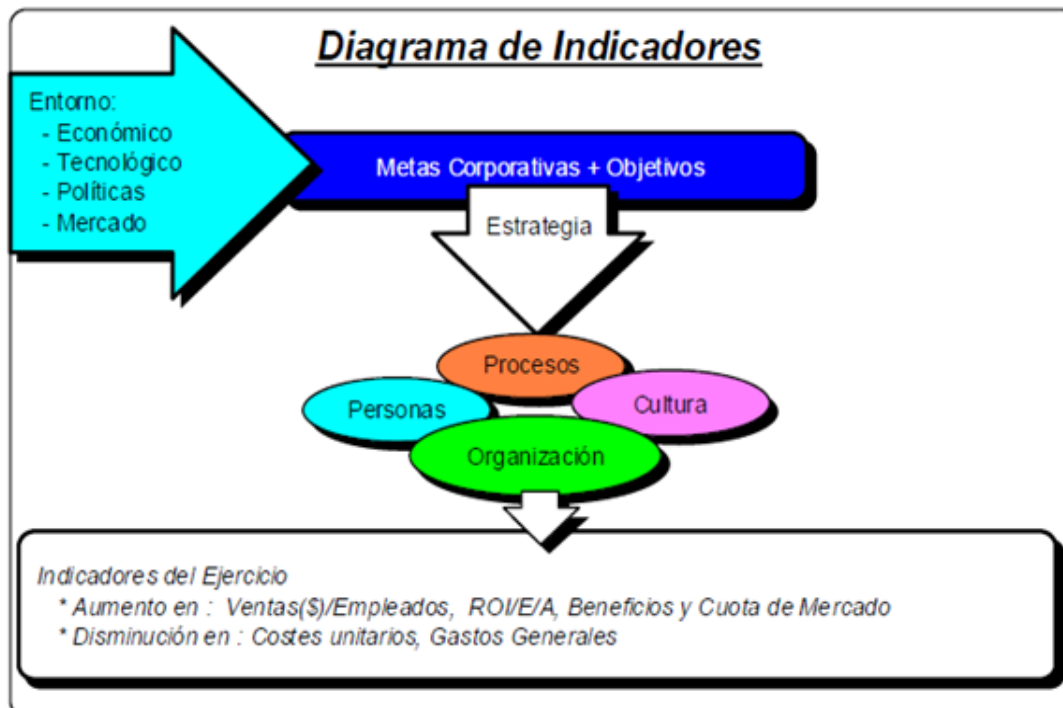 Diagrama de Indicadores
Entorno:
- Económico
- Tecnológico
- Políticas
- Mercado
Metas Corporativas + Objetivos
Estrategia
Procesos
Personas
Cultura
Organización
Indicadores del Ejercicio
* Aumento en : Ventas($)/Empleados, ROI/E/A, Beneficios y Cuota de Mercado
* Disminución en : Costes unitarios, Gastos Generales